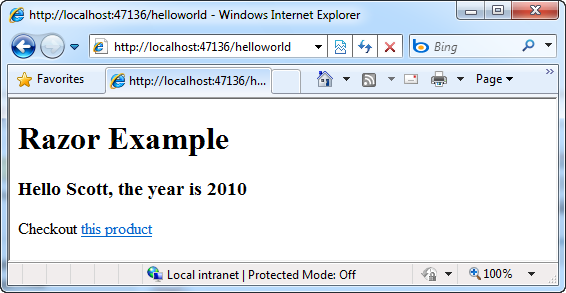 http://localhost:47136/helloworld - Windows Internet Explorer
http://localhost:47136/helloworld Bing
Favorites http://localhost:47136/h... Page
Razor Example
Hello Scott, the year is 2010
Checkout this product
Local intranet | Protected Mode: Off 100%